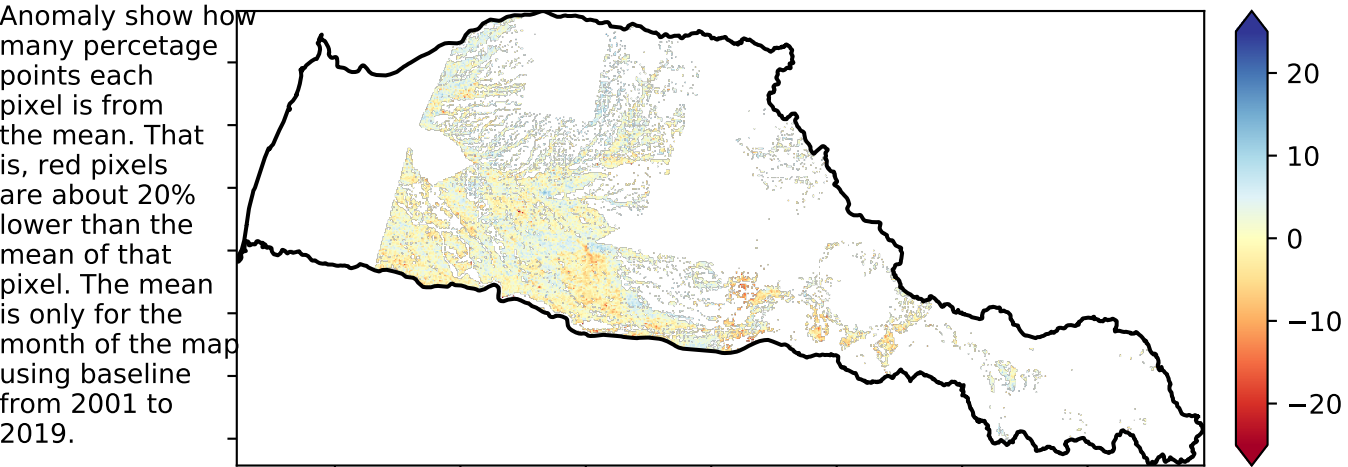 Anomaly show how
many percetage
points each
pixel is from
the mean. That
is, red pixels
are about 20%
lower than the
mean of that
pixel. The mean
is only for the
month of the map
using baseline
from 2001 to
2019.
20
10
0
−10
−20